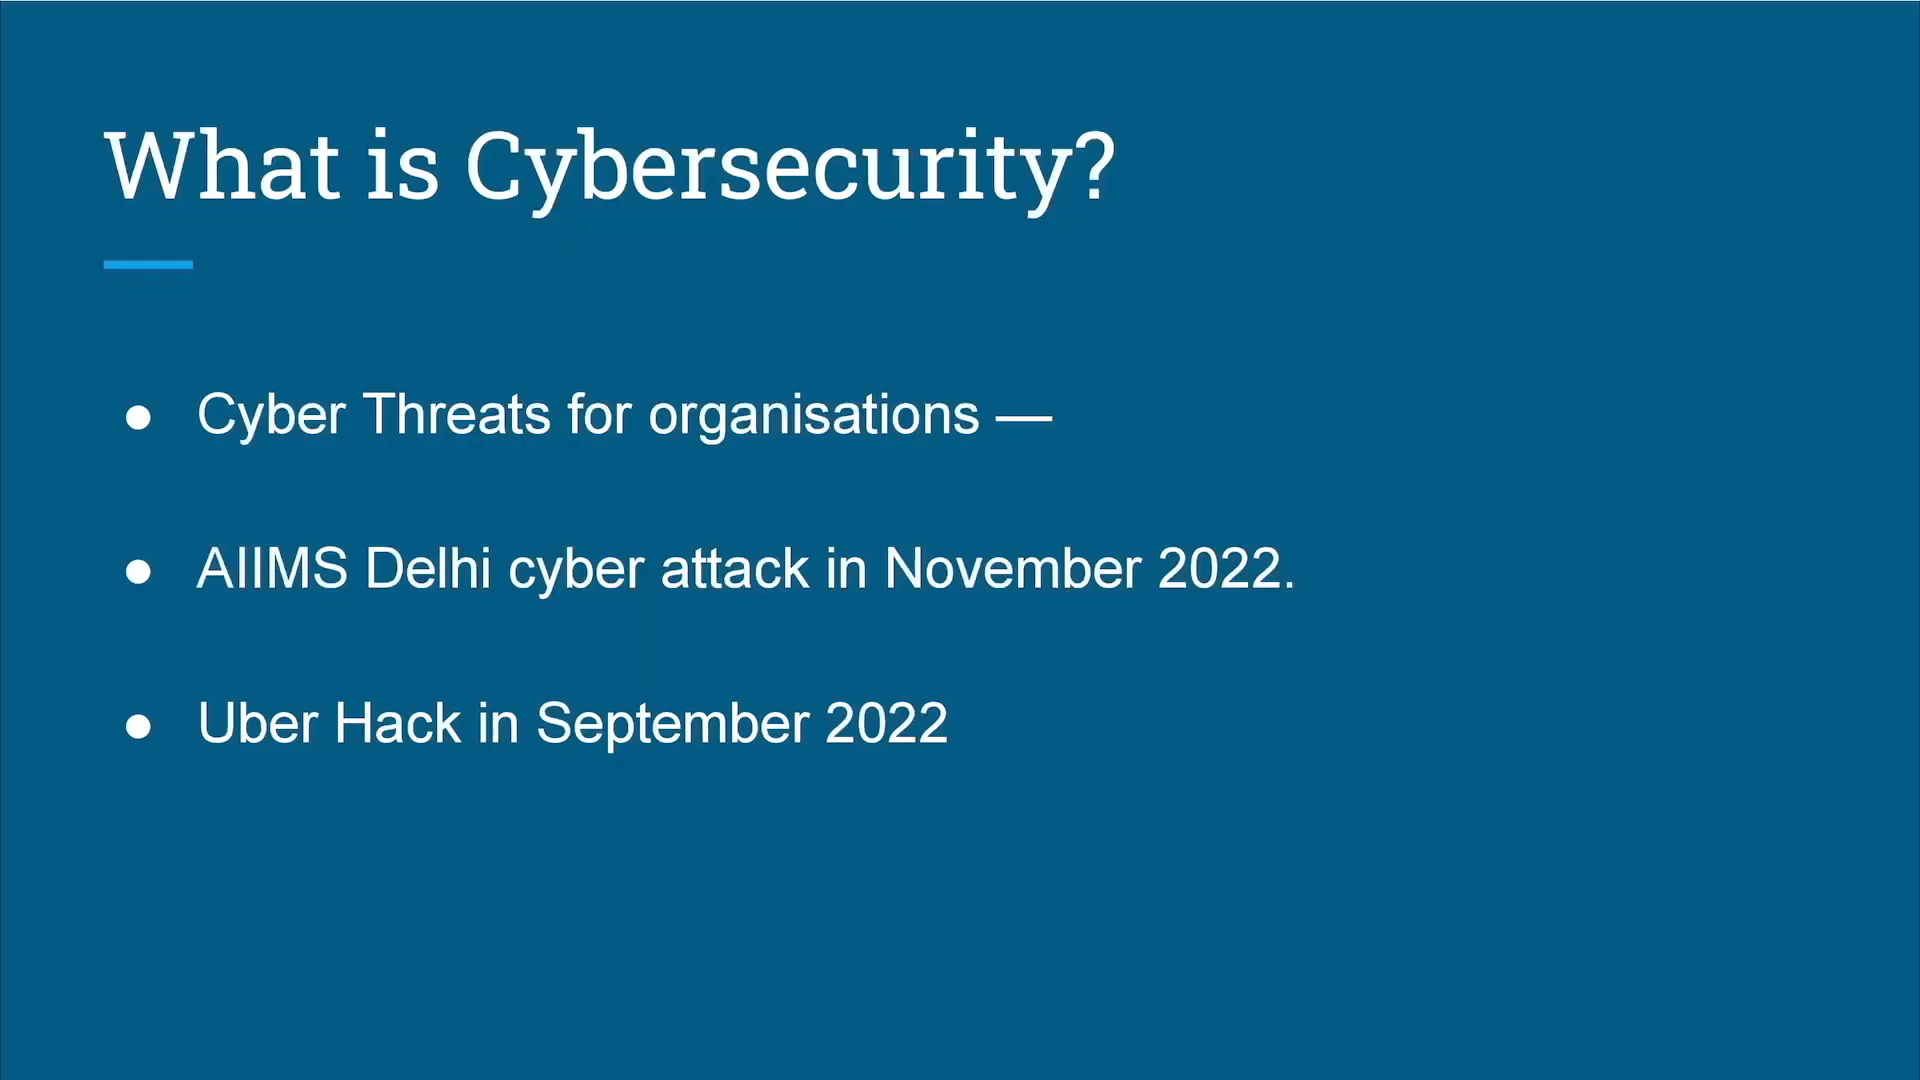 What is Cybersecurity?
● Cyber Threats for organisations —
● AIIMS Delhi cyber attack in November 2022.
● Uber Hack in September 2022